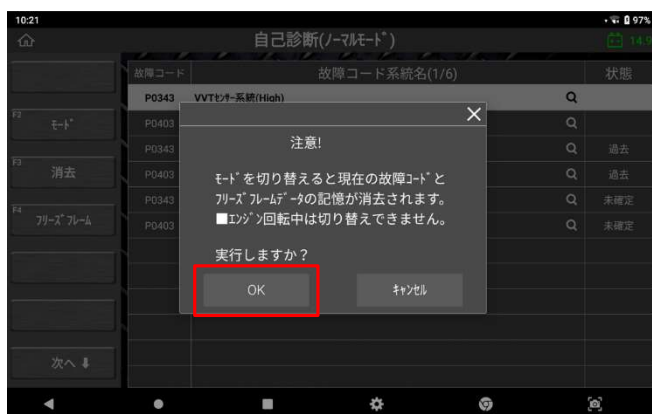 10:21
97%
自己診断(ノーマルモード)
14.9
故障コード 故障コード系統名(1/6) 状態
P0343 VVTセンサー系統(High)
F2 モード
P0403
F3 消去
P0343 過去
P0403 過去
F4 フリーズフレーム
P0343 未確定
P0403 未確定
次へ ⬇
注意!
モードを切り替えると現在の故障コードと
フリーズフレームデータの記憶が消去されます。
■エンジン回転中は切り替えできません。
実行しますか？
OK キャンセル